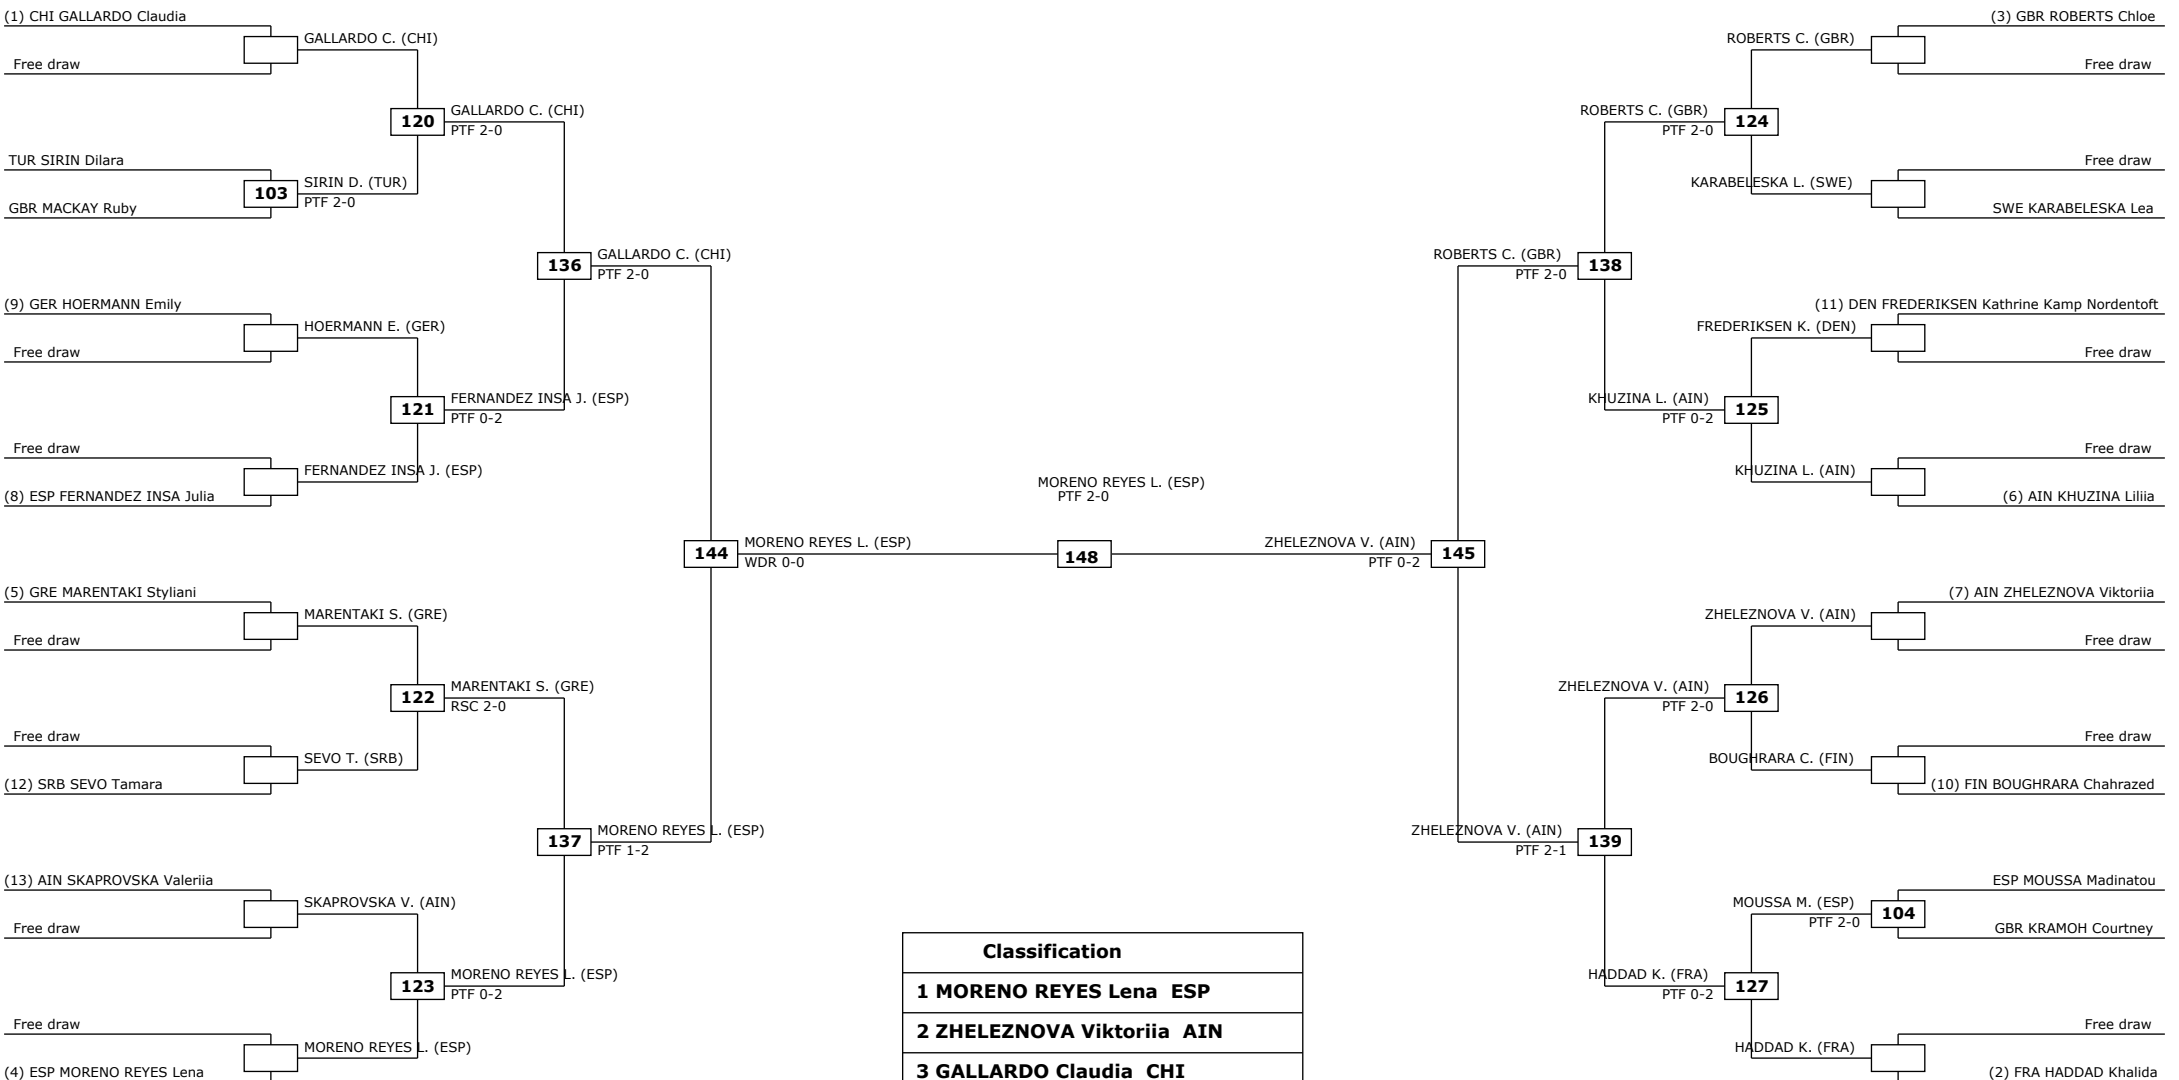 (1) CHI GALLARDO Claudia
GALLARDO C. (CHI)
Free draw
120
GALLARDO C. (CHI)
PTF 2-0
TUR SIRIN Dilara
103
SIRIN D. (TUR)
PTF 2-0
GBR MACKAY Ruby
136
GALLARDO C. (CHI)
PTF 2-0
(9) GER HOERMANN Emily
HOERMANN E. (GER)
Free draw
121
FERNANDEZ INSA J. (ESP)
PTF 0-2
Free draw
FERNANDEZ INSA J. (ESP)
(8) ESP FERNANDEZ INSA Julia
144
MORENO REYES L. (ESP)
WDR 0-0
(5) GRE MARENTAKI Styliani
MARENTAKI S. (GRE)
Free draw
122
MARENTAKI S. (GRE)
RSC 2-0
Free draw
SEVO T. (SRB)
(12) SRB SEVO Tamara
137
MORENO REYES L. (ESP)
PTF 1-2
(13) AIN SKAPROVSKA Valeriia
SKAPROVSKA V. (AIN)
Free draw
123
MORENO REYES L. (ESP)
PTF 0-2
Free draw
MORENO REYES L. (ESP)
(4) ESP MORENO REYES Lena
MORENO REYES L. (ESP)
PTF 2-0
148
(3) GBR ROBERTS Chloe
ROBERTS C. (GBR)
Free draw
ROBERTS C. (GBR)
PTF 2-0
124
Free draw
KARABELESKA L. (SWE)
SWE KARABELESKA Lea
ROBERTS C. (GBR)
PTF 2-0
138
(11) DEN FREDERIKSEN Kathrine Kamp Nordentoft
FREDERIKSEN K. (DEN)
Free draw
KHUZINA L. (AIN)
PTF 0-2
125
Free draw
KHUZINA L. (AIN)
(6) AIN KHUZINA Liliia
ZHELEZNOVA V. (AIN)
PTF 0-2
145
(7) AIN ZHELEZNOVA Viktoriia
ZHELEZNOVA V. (AIN)
Free draw
ZHELEZNOVA V. (AIN)
PTF 2-0
126
Free draw
BOUGHRARA C. (FIN)
(10) FIN BOUGHRARA Chahrazed
ZHELEZNOVA V. (AIN)
PTF 2-1
139
ESP MOUSSA Madinatou
MOUSSA M. (ESP)
PTF 2-0
104
GBR KRAMOH Courtney
HADDAD K. (FRA)
PTF 0-2
127
Free draw
HADDAD K. (FRA)
(2) FRA HADDAD Khalida
Classification
1 MORENO REYES Lena ESP
2 ZHELEZNOVA Viktoriia AIN
3 GALLARDO Claudia CHI